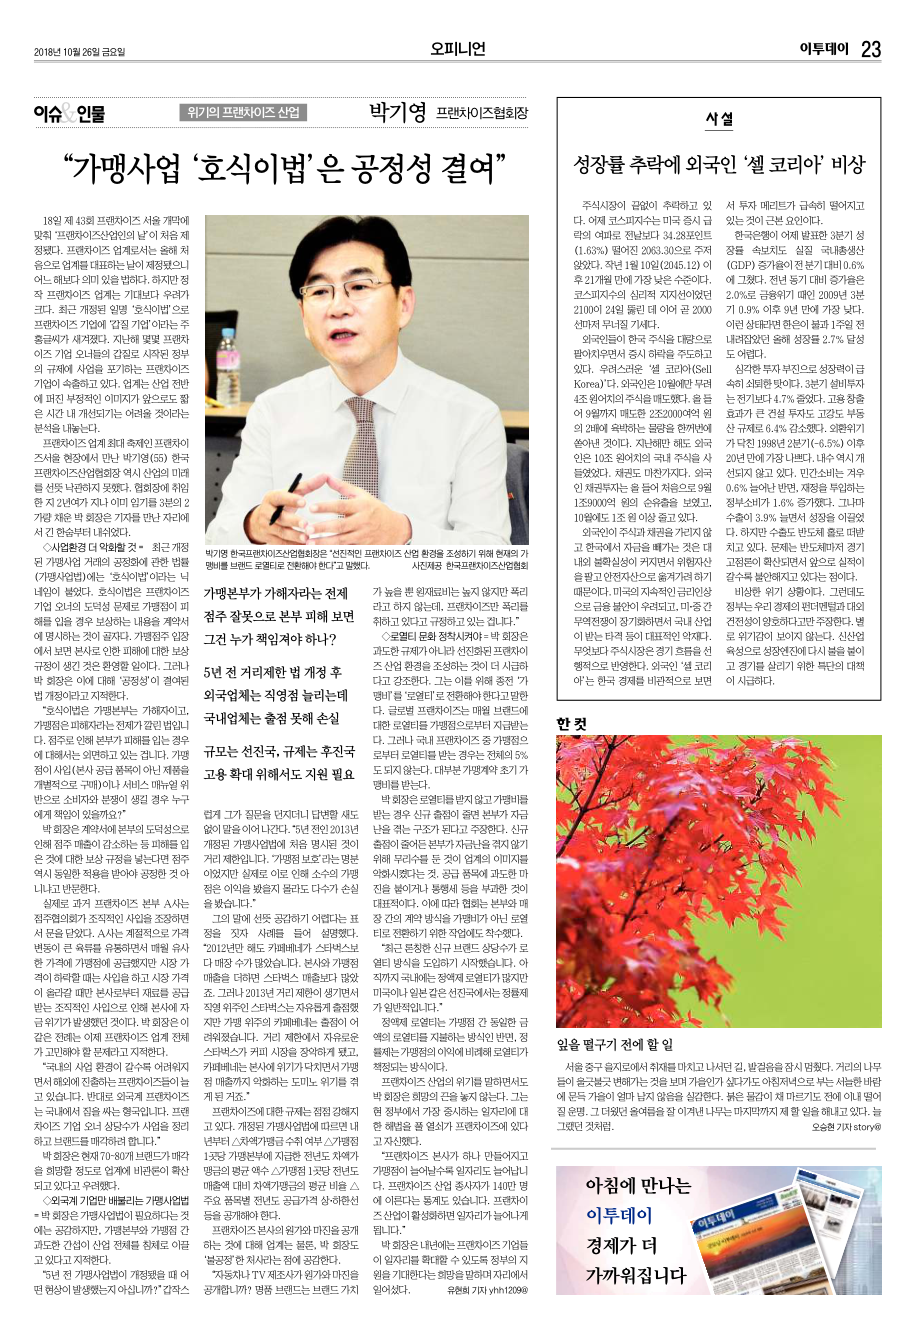 2018년 10월 26일 금요일
오피니언
이투데이 23
이슈&인물
위기의 프랜차이즈 산업
박기영 프랜차이즈협회장
“가맹사업 ‘호식이법’은 공정성 결여”
18일 제 43회 프랜차이즈 서울 개막에
맞춰 ‘프랜차이즈산업인의 날’이 처음 제
정됐다. 프랜차이즈 업계로서는 올해 처
음으로 업계를 대표하는 날이 제정됐으니
어느 해보다 의미 있을 법하다. 하지만 정
작 프랜차이즈 업계는 기대보다 우려가
크다. 최근 개정된 일명 ‘호식이법’으로
프랜차이즈 기업에 ‘갑질 기업’이라는 주
홍글씨가 새겨졌다. 지난해 몇몇 프랜차
이즈 기업 오너들의 갑질로 시작된 정부
의 규제에 사업을 포기하는 프랜차이즈
기업이 속출하고 있다. 업계는 산업 전반
에 퍼진 부정적인 이미지가 앞으로도 짧
은 시간 내 개선되기는 어려울 것이라는
분석을 내놓는다.
프랜차이즈 업계 최대 축제인 프랜차이
즈서울 현장에서 만난 박기영(55) 한국
프랜차이즈산업협회장 역시 산업의 미래
를 선뜻 낙관하지 못했다. 협회장에 취임
한 지 2년여가 지나 이미 임기를 3분의 2
가량 채운 박 회장은 기자를 만난 자리에
서 긴 한숨부터 내쉬었다.
◇사업환경 더 악화할 것 = 최근 개정
된 가맹사업 거래의 공정화에 관한 법률
(가맹사업법)에는 ‘호식이법’이라는 닉
네임이 붙었다. 호식이법은 프랜차이즈
기업 오너의 도덕성 문제로 가맹점이 피
해를 입을 경우 보상하는 내용을 계약서
에 명시하는 것이 골자다. 가맹점주 입장
에서 보면 본사로 인한 피해에 대한 보상
규정이 생긴 것은 환영할 일이다. 그러나
박 회장은 이에 대해 ‘공정성’이 결여된
법 개정이라고 지적한다.
“호식이법은 가맹본부는 가해자이고,
가맹점은 피해자라는 전제가 깔린 법입니
다. 점주로 인해 본부가 피해를 입는 경우
에 대해서는 외면하고 있는 겁니다. 가맹
점이 사입(본사 공급 품목이 아닌 제품을
개별적으로 구매)이나 서비스 매뉴얼 위
반으로 소비자와 분쟁이 생길 경우 누구
에게 책임이 있을까요?”
박 회장은 계약서에 본부의 도덕성으로
인해 점주 매출이 감소하는 등 피해를 입
은 것에 대한 보상 규정을 넣는다면 점주
역시 동일한 적용을 받아야 공정한 것 아
니냐고 반문한다.
실제로 과거 프랜차이즈 본부 A사는
점주협의회가 조직적인 사입을 조장하면
서 문을 닫았다. A사는 계절적으로 가격
변동이 큰 육류를 유통하면서 매월 유사
한 가격에 가맹점에 공급했지만 시장 가
격이 하락할 때는 사입을 하고 시장 가격
이 올라갈 때만 본사로부터 재료를 공급
받는 조직적인 사입으로 인해 본사에 자
금 위기가 발생했던 것이다. 박 회장은 이
같은 전례는 이제 프랜차이즈 업계 전체
가 고민해야 할 문제라고 지적한다.
“국내의 사업 환경이 갈수록 어려워지
면서 해외에 진출하는 프랜차이즈들이 늘
고 있습니다. 반대로 외국계 프랜차이즈
는 국내에서 짐을 싸는 형국입니다. 프랜
차이즈 기업 오너 상당수가 사업을 정리
하고 브랜드를 매각하려 합니다.”
박 회장은 현재 70~80개 브랜드가 매각
을 희망할 정도로 업계에 비관론이 확산
되고 있다고 우려했다.
◇외국계 기업만 배불리는 가맹사업법
= 박 회장은 가맹사업법이 필요하다는 것
에는 공감하지만, 가맹본부와 가맹점 간
과도한 간섭이 산업 전체를 침체로 이끌
고 있다고 지적한다.
“5년 전 가맹사업법이 개정됐을 때 어
떤 현상이 발생했는지 아십니까?” 갑작스
박기영 한국프랜차이즈산업협회장은 “선진적인 프랜차이즈 산업 환경을 조성하기 위해 현재의 가
맹비를 브랜드 로열티로 전환해야 한다”고 말했다. 사진제공 한국프랜차이즈산업협회
가맹본부가 가해자라는 전제
점주 잘못으로 본부 피해 보면
그건 누가 책임져야 하나?
5년 전 거리제한 법 개정 후
외국업체는 직영점 늘리는데
국내업체는 출점 못해 손실
규모는 선진국, 규제는 후진국
고용 확대 위해서도 지원 필요
럽게 그가 질문을 던지더니 답변할 새도
없이 말을 이어 나간다. “5년 전인 2013년
개정된 가맹사업법에 처음 명시된 것이
거리 제한입니다. ‘가맹점 보호’라는 명분
이었지만 실제로 이로 인해 소수의 가맹
점은 이익을 봤을지 몰라도 다수가 손실
을 봤습니다.”
그의 말에 선뜻 공감하기 어렵다는 표
정을 짓자 사례를 들어 설명했다.
“2012년만 해도 카페베네가 스타벅스보
다 매장 수가 많았습니다. 본사와 가맹점
매출을 더하면 스타벅스 매출보다 많았
죠. 그러나 2013년 거리 제한이 생기면서
직영 위주인 스타벅스는 자유롭게 출점했
지만 가맹 위주의 카페베네는 출점이 어
려워졌습니다. 거리 제한에서 자유로운
스타벅스가 커피 시장을 장악하게 됐고,
카페베네는 본사에 위기가 닥치면서 가맹
점 매출까지 악화하는 도미노 위기를 겪
게 된 거죠.”
프랜차이즈에 대한 규제는 점점 강해지
고 있다. 개정된 가맹사업법에 따르면 내
년부터 △차액가맹금 수취 여부 △가맹점
1곳당 가맹본부에 지급한 전년도 차액가
맹금의 평균 액수 △가맹점 1곳당 전년도
매출액 대비 차액가맹금의 평균 비율 △
주요 품목별 전년도 공급가격 상·하한선
등을 공개해야 한다.
프랜차이즈 본사의 원가와 마진을 공개
하는 것에 대해 업계는 물론, 박 회장도
‘불공정’한 처사라는 점에 공감한다.
“자동차나 TV 제조사가 원가와 마진을
공개합니까? 명품 브랜드는 브랜드 가치
가 높을 뿐 원재료비는 높지 않지만 폭리
라고 하지 않는데, 프랜차이즈만 폭리를
취하고 있다고 규정하고 있는 겁니다.”
◇로열티 문화 정착시켜야 = 박 회장은
과도한 규제가 아니라 선진화된 프랜차이
즈 산업 환경을 조성하는 것이 더 시급하
다고 강조한다. 그는 이를 위해 종전 ‘가
맹비’를 ‘로열티’로 전환해야 한다고 말한
다. 글로벌 프랜차이즈는 매월 브랜드에
대한 로열티를 가맹점으로부터 지급받는
다. 그러나 국내 프랜차이즈 중 가맹점으
로부터 로열티를 받는 경우는 전체의 5%
도 되지 않는다. 대부분 가맹계약 초기 가
맹비를 받는다.
박 회장은 로열티를 받지 않고 가맹비를
받는 경우 신규 출점이 줄면 본부가 자금
난을 겪는 구조가 된다고 주장한다. 신규
출점이 줄어든 본부가 자금난을 겪지 않기
위해 무리수를 둔 것이 업계의 이미지를
악화시켰다는 것. 공급 품목에 과도한 마
진을 붙이거나 통행세 등을 부과한 것이
대표적이다. 이에 따라 협회는 본부와 매
장 간의 계약 방식을 가맹비가 아닌 로열
티로 전환하기 위한 작업에도 착수했다.
“최근 론칭한 신규 브랜드 상당수가 로
열티 방식을 도입하기 시작했습니다. 아
직까지 국내에는 정액제 로열티가 많지만
미국이나 일본 같은 선진국에서는 정률제
가 일반적입니다.”
정액제 로열티는 가맹점 간 동일한 금
액의 로열티를 지불하는 방식인 반면, 정
률제는 가맹점의 이익에 비례해 로열티가
책정되는 방식이다.
프랜차이즈 산업의 위기를 말하면서도
박 회장은 희망의 끈을 놓지 않는다. 그는
현 정부에서 가장 중시하는 일자리에 대
한 해법을 풀 열쇠가 프랜차이즈에 있다
고 자신했다.
“프랜차이즈 본사가 하나 만들어지고
가맹점이 늘어날수록 일자리도 늘어납니
다. 프랜차이즈 산업 종사자가 140만 명
에 이른다는 통계도 있습니다. 프랜차이
즈 산업이 활성화하면 일자리가 늘어나게
됩니다.”
박 회장은 내년에는 프랜차이즈 기업들
이 일자리를 확대할 수 있도록 정부의 지
원을 기대한다는 희망을 말하며 자리에서
일어섰다. 유현희 기자 yhh1209@
사설
성장률 추락에 외국인 ‘셀 코리아’ 비상
주식시장이 끝없이 추락하고 있
다. 어제 코스피지수는 미국 증시 급
락의 여파로 전날보다 34.28포인트
(1.63%) 떨어진 2063.30으로 주저
앉았다. 작년 1월 10일(2045.12) 이
후 21개월 만에 가장 낮은 수준이다.
코스피지수의 심리적 지지선이었던
2100이 24일 뚫린 데 이어 곧 2000
선마저 무너질 기세다.
외국인들이 한국 주식을 대량으로
팔아치우면서 증시 하락을 주도하고
있다. 우려스러운 ‘셀 코리아(Sell
Korea)’다. 외국인은 10월에만 무려
4조 원어치의 주식을 매도했다. 올 들
어 9월까지 매도한 2조2000여억 원
의 2배에 육박하는 물량을 한꺼번에
쏟아낸 것이다. 지난해만 해도 외국
인은 10조 원어치의 국내 주식을 사
들였었다. 채권도 마찬가지다. 외국
인 채권투자는 올 들어 처음으로 9월
1조9000억 원의 순유출을 보였고,
10월에도 1조 원 이상 줄고 있다.
외국인이 주식과 채권을 가리지 않
고 한국에서 자금을 빼가는 것은 대
내외 불확실성이 커지면서 위험자산
을 팔고 안전자산으로 옮겨가려 하기
때문이다. 미국의 지속적인 금리인상
으로 금융 불안이 우려되고, 미·중 간
무역전쟁이 장기화하면서 국내 산업
이 받는 타격 등이 대표적인 악재다.
무엇보다 주식시장은 경기 흐름을 선
행적으로 반영한다. 외국인 ‘셀 코리
아’는 한국 경제를 비관적으로 보면
서 투자 메리트가 급속히 떨어지고
있는 것이 근본 요인이다.
한국은행이 어제 발표한 3분기 성
장률 속보치도 실질 국내총생산
(GDP) 증가율이 전 분기 대비 0.6%
에 그쳤다. 전년 동기 대비 증가율은
2.0%로 금융위기 때인 2009년 3분
기 0.9% 이후 9년 만에 가장 낮다.
이런 상태라면 한은이 불과 1주일 전
내려잡았던 올해 성장률 2.7% 달성
도 어렵다.
심각한 투자 부진으로 성장력이 급
속히 쇠퇴한 탓이다. 3분기 설비투자
는 전기보다 4.7% 줄었다. 고용 창출
효과가 큰 건설 투자도 고강도 부동
산 규제로 6.4% 감소했다. 외환위기
가 닥친 1998년 2분기(-6.5%) 이후
20년 만에 가장 나쁘다. 내수 역시 개
선되지 않고 있다. 민간소비는 겨우
0.6% 늘어난 반면, 재정을 투입하는
정부소비가 1.6% 증가했다. 그나마
수출이 3.9% 늘면서 성장을 이끌었
다. 하지만 수출도 반도체 홀로 떠받
치고 있다. 문제는 반도체마저 경기
고점론이 확산되면서 앞으로 실적이
갈수록 불안해지고 있다는 점이다.
비상한 위기 상황이다. 그런데도
정부는 우리 경제의 펀더멘털과 대외
건전성이 양호하다고만 주장한다. 별
로 위기감이 보이지 않는다. 신산업
육성으로 성장엔진에 다시 불을 붙이
고 경기를 살리기 위한 특단의 대책
이 시급하다.
한 컷
잎을 떨구기 전에 할 일
서울 중구 을지로에서 취재를 마치고 나서던 길, 발걸음을 잠시 멈췄다. 거리의 나무
들이 울긋불긋 변해가는 것을 보며 가을인가 싶다가도 아침저녁으로 부는 서늘한 바람
에 문득 가을이 얼마 남지 않음을 실감한다. 붉은 물감이 채 마르기도 전에 이내 떨어
질 운명. 그 더웠던 올여름을 잘 이겨낸 나무는 마지막까지 제 할 일을 해내고 있다. 늘
그랬던 것처럼. 오승현 기자 story@
아침에 만나는
이투데이
경제가 더
가까워집니다
이투데이